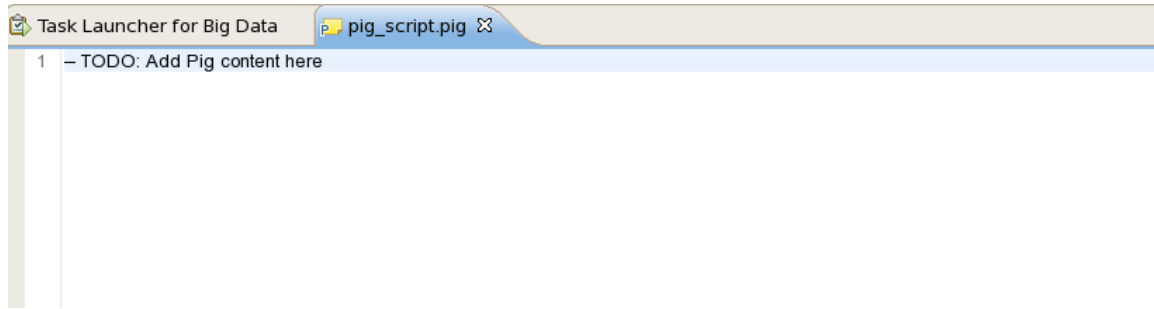 Task Launcher for Big Data pig_script.pig
1 – TODO: Add Pig content here